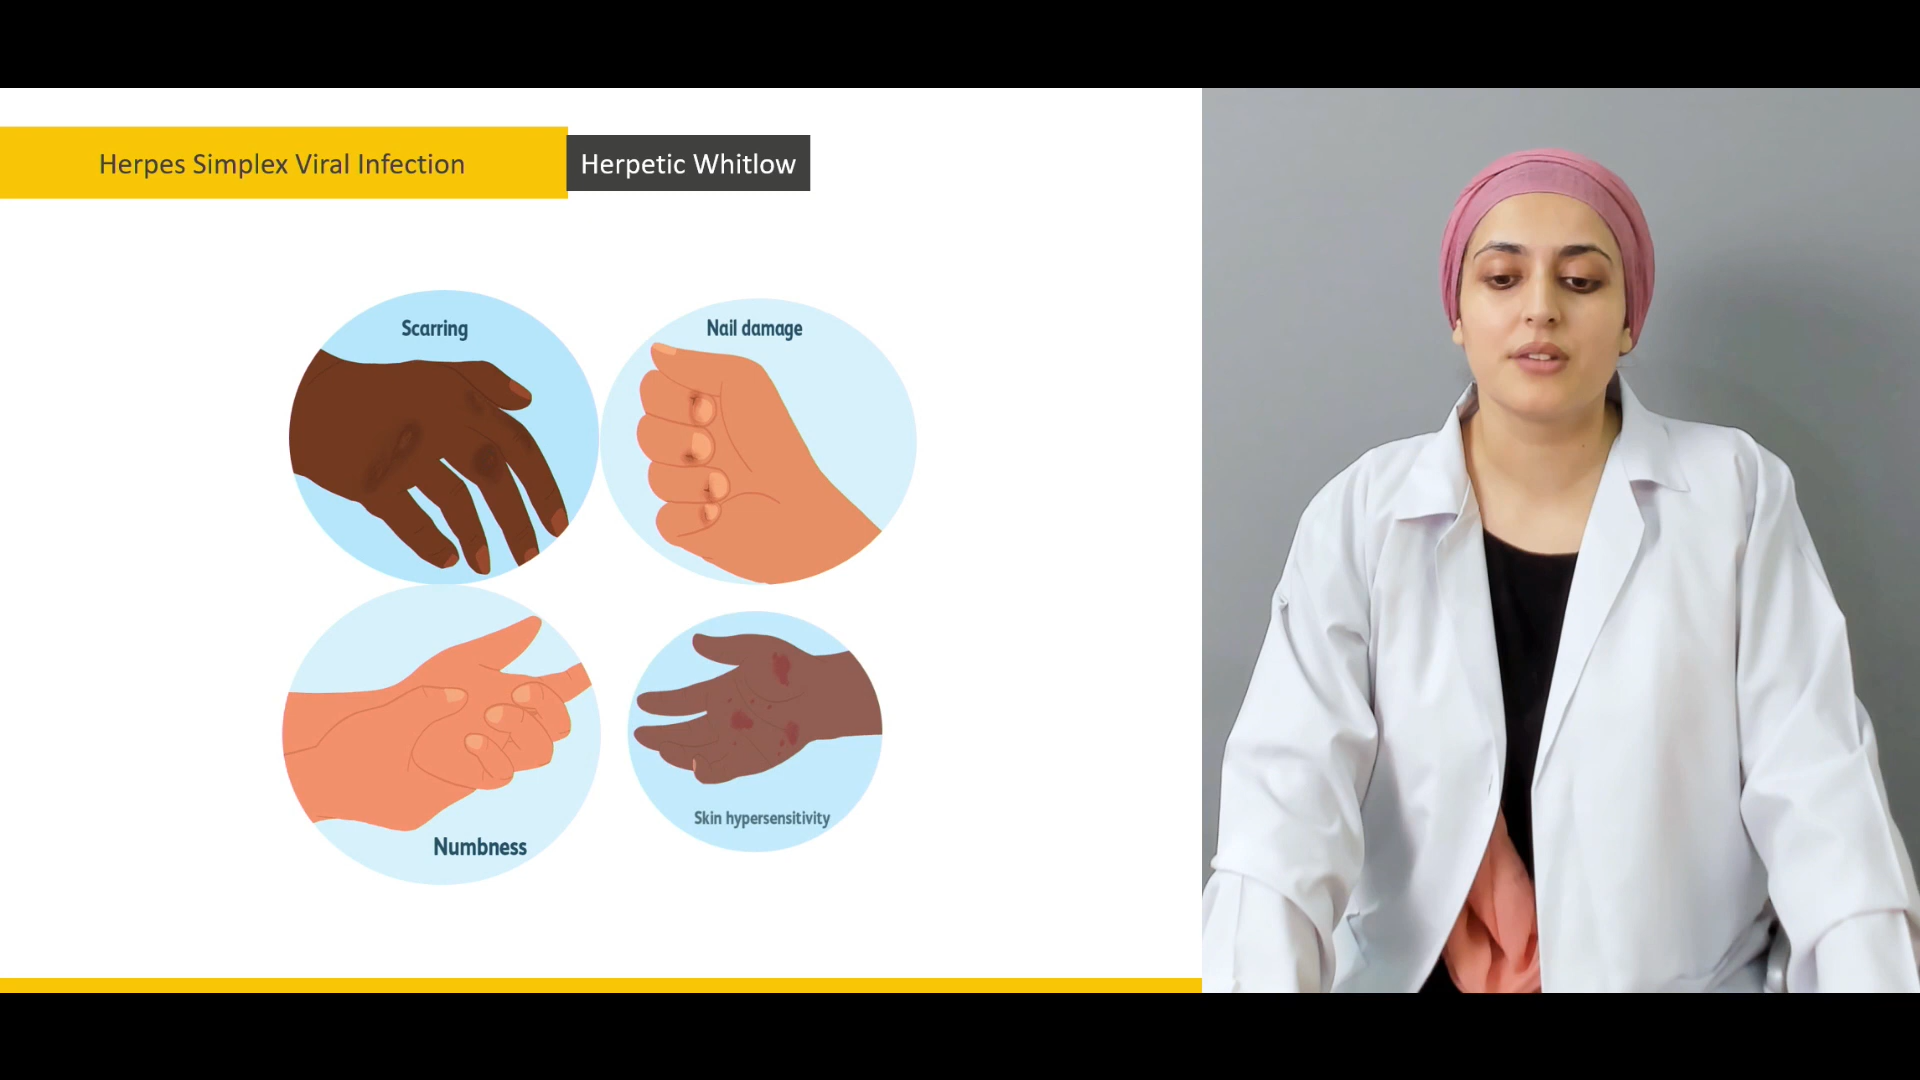 Herpes Simplex Viral Infection
Herpetic Whitlow
Scarring
Nail damage
Numbness
Skin hypersensitivity